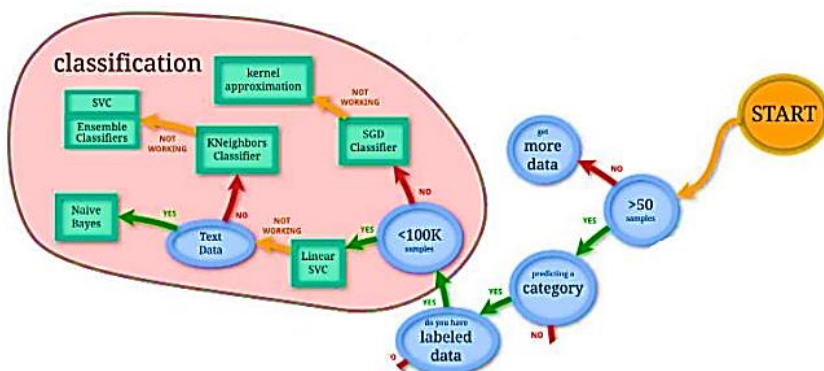 classification
kernel
approximation
NOT
WORKING
SVC
Ensemble
Classifiers
NOT
WORKING
KNeighbors
Classifier
SGD
Classifier
START
get
more
data
NO
>50
samples
NO
NO
YES
Naive
Bayes
YES
Text
Data
NOT
WORKING
Linear
SVC
YES
<100K
samples
predicting a
category
YES
YES
NO
do you have
labeled
data
NO